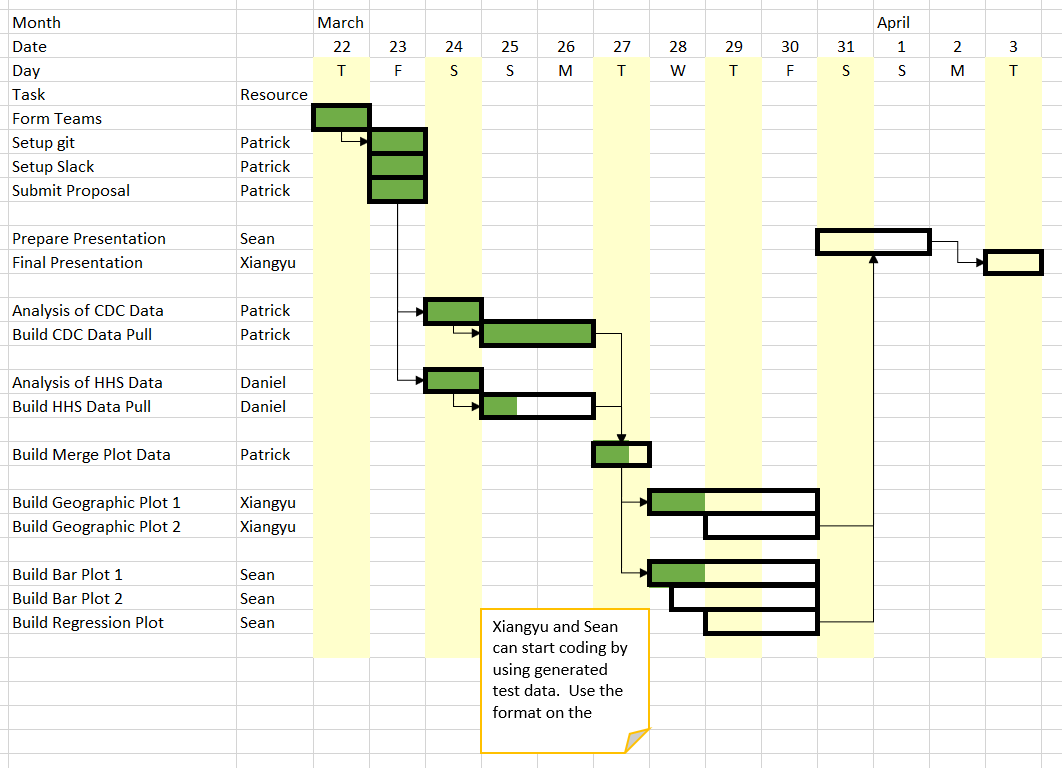 Month March April
Date 22 23 24 25 26 27 28 29 30 31 1 2 3
Day T F S S M T W T F S S M T
Task Resource
Form Teams
Setup git Patrick
Setup Slack Patrick
Submit Proposal Patrick
Prepare Presentation Sean
Final Presentation Xiangyu
Analysis of CDC Data Patrick
Build CDC Data Pull Patrick
Analysis of HHS Data Daniel
Build HHS Data Pull Daniel
Build Merge Plot Data Patrick
Build Geographic Plot 1 Xiangyu
Build Geographic Plot 2 Xiangyu
Build Bar Plot 1 Sean
Build Bar Plot 2 Sean
Build Regression Plot Sean
Xiangyu and Sean
can start coding by
using generated
test data. Use the
format on the